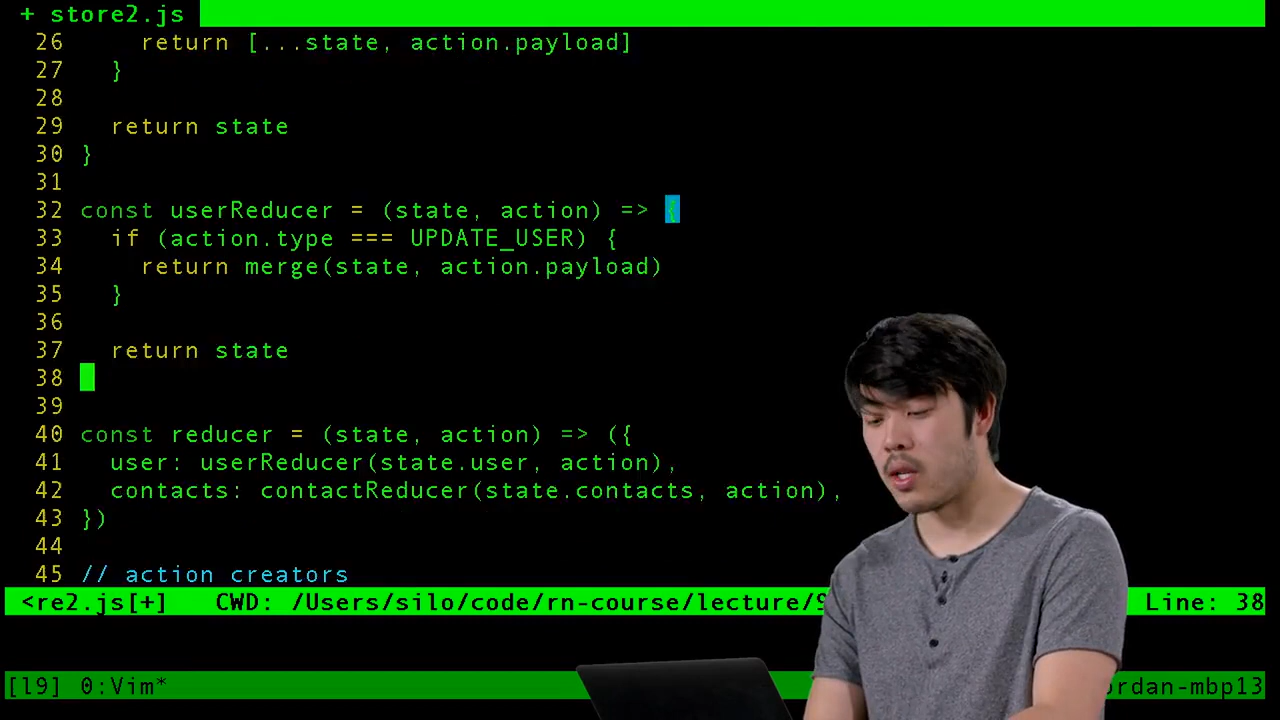 + store2.js
26 return [...state, action.payload]
27 }
28
29 return state
30 }
31
32 const userReducer = (state, action) => {
33 if (action.type === UPDATE_USER) {
34 return merge(state, action.payload)
35 }
36
37 return state
38
39
40 const reducer = (state, action) => ({
41 user: userReducer(state.user, action),
42 contacts: contactReducer(state.contacts, action),
43 })
44
45 // action creators
<re2.js[+] CWD: /Users/silo/code/rn-course/lecture/ Line: 38
[l9] 0:Vim* rdan-mbp13